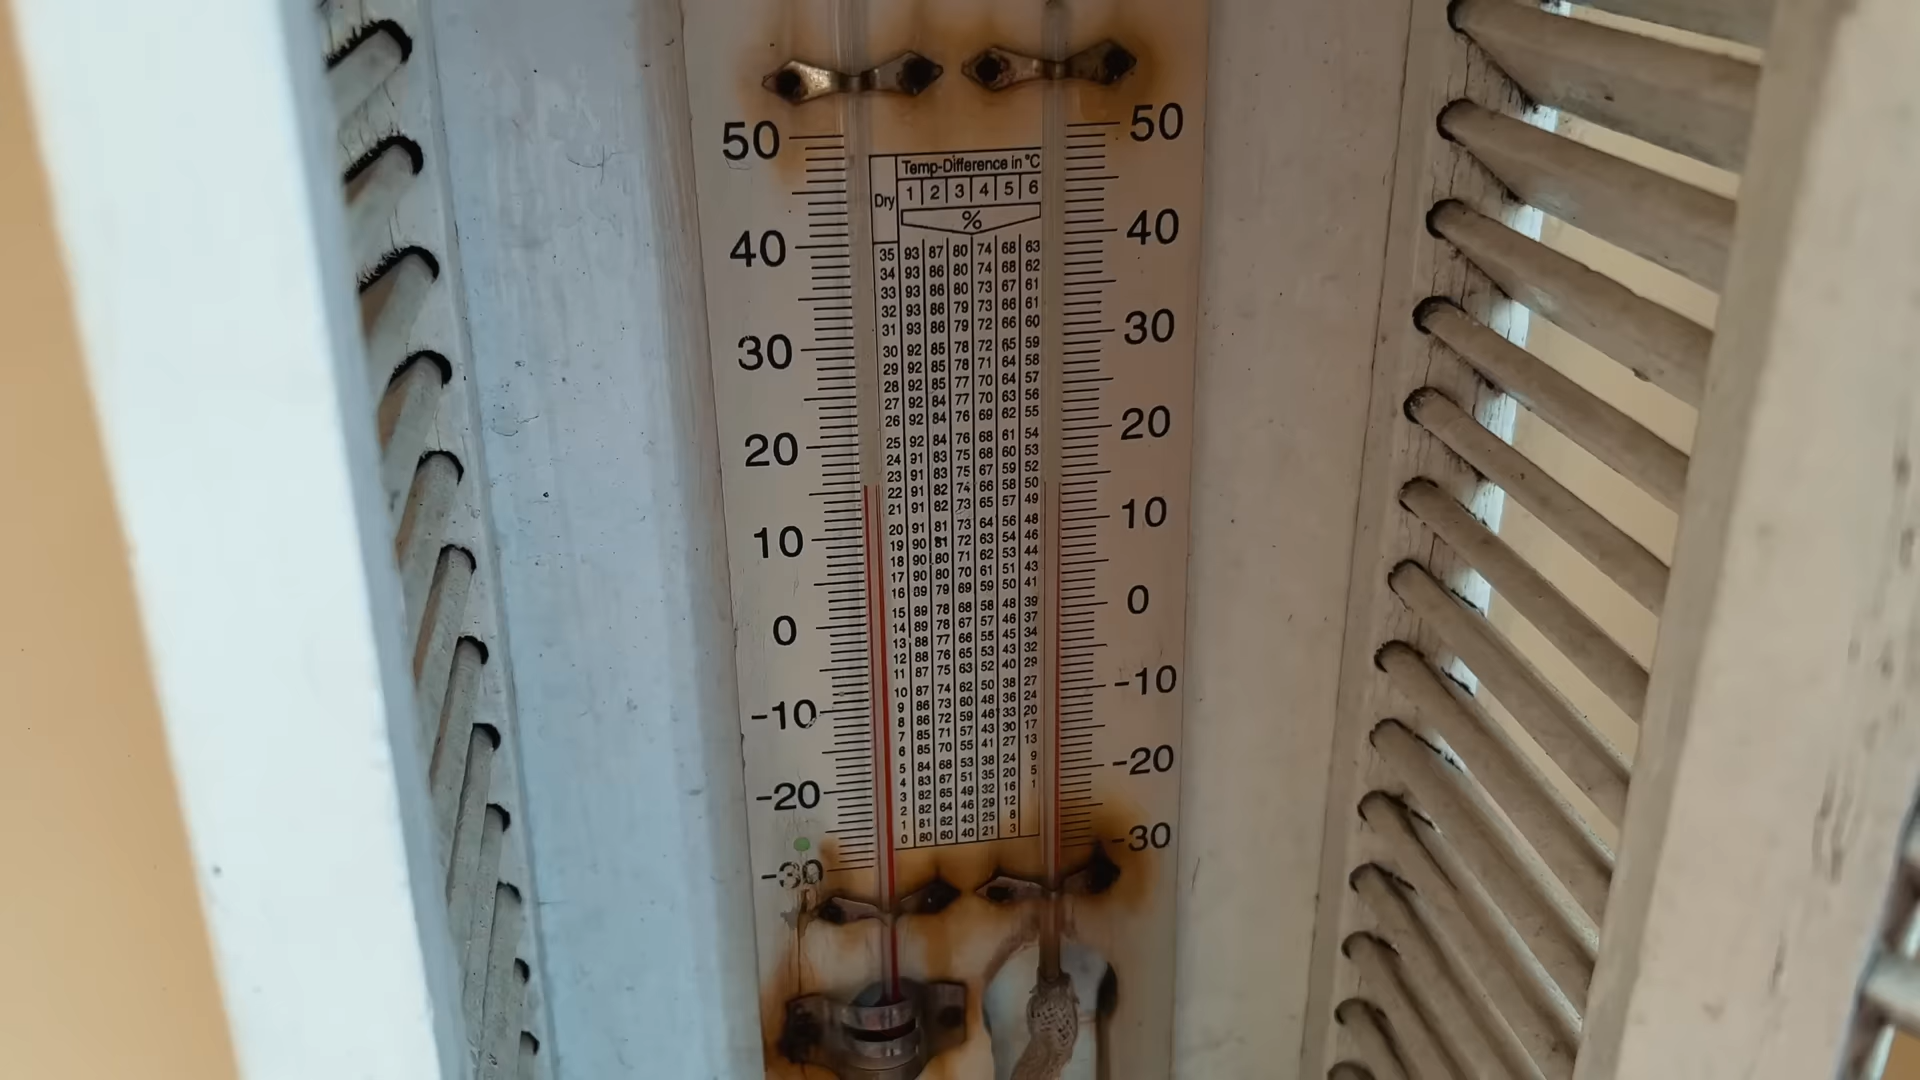 50 50
Temp-Difference in °C
Dry 1 2 3 4 5 6
%
40 40
35 93 87 80 74 68 63
34 93 86 80 74 68 62
33 93 86 80 73 67 61
32 93 86 79 73 66 61
31 93 86 79 72 66 60
30 30
30 92 85 78 72 65 59
29 92 85 78 71 64 58
28 92 85 77 70 64 57
27 92 84 77 70 63 56
26 92 84 76 69 62 55
20 20
25 92 84 76 68 61 54
24 91 83 75 68 60 53
23 91 83 75 67 59 52
22 91 82 74 66 58 50
21 91 82 73 65 57 49
10 10
20 91 81 73 64 56 48
19 90 81 72 63 54 46
18 90 80 71 62 53 44
17 90 80 70 61 51 43
16 89 79 69 59 50 41
0 0
15 89 78 68 58 48 39
14 89 78 67 57 46 37
13 88 77 66 55 45 34
12 88 76 65 53 43 32
11 87 75 63 52 40 29
-10 -10
10 87 74 62 50 38 27
9 86 73 60 48 36 24
8 86 72 59 46 33 20
7 85 71 57 43 30 17
6 85 70 55 41 27 13
-20 -20
5 84 68 53 38 24 9
4 83 67 51 35 20 5
3 82 65 49 32 16 1
2 82 64 46 29 12
1 81 62 43 25 8
0 80 60 40 21 3
-30 -30